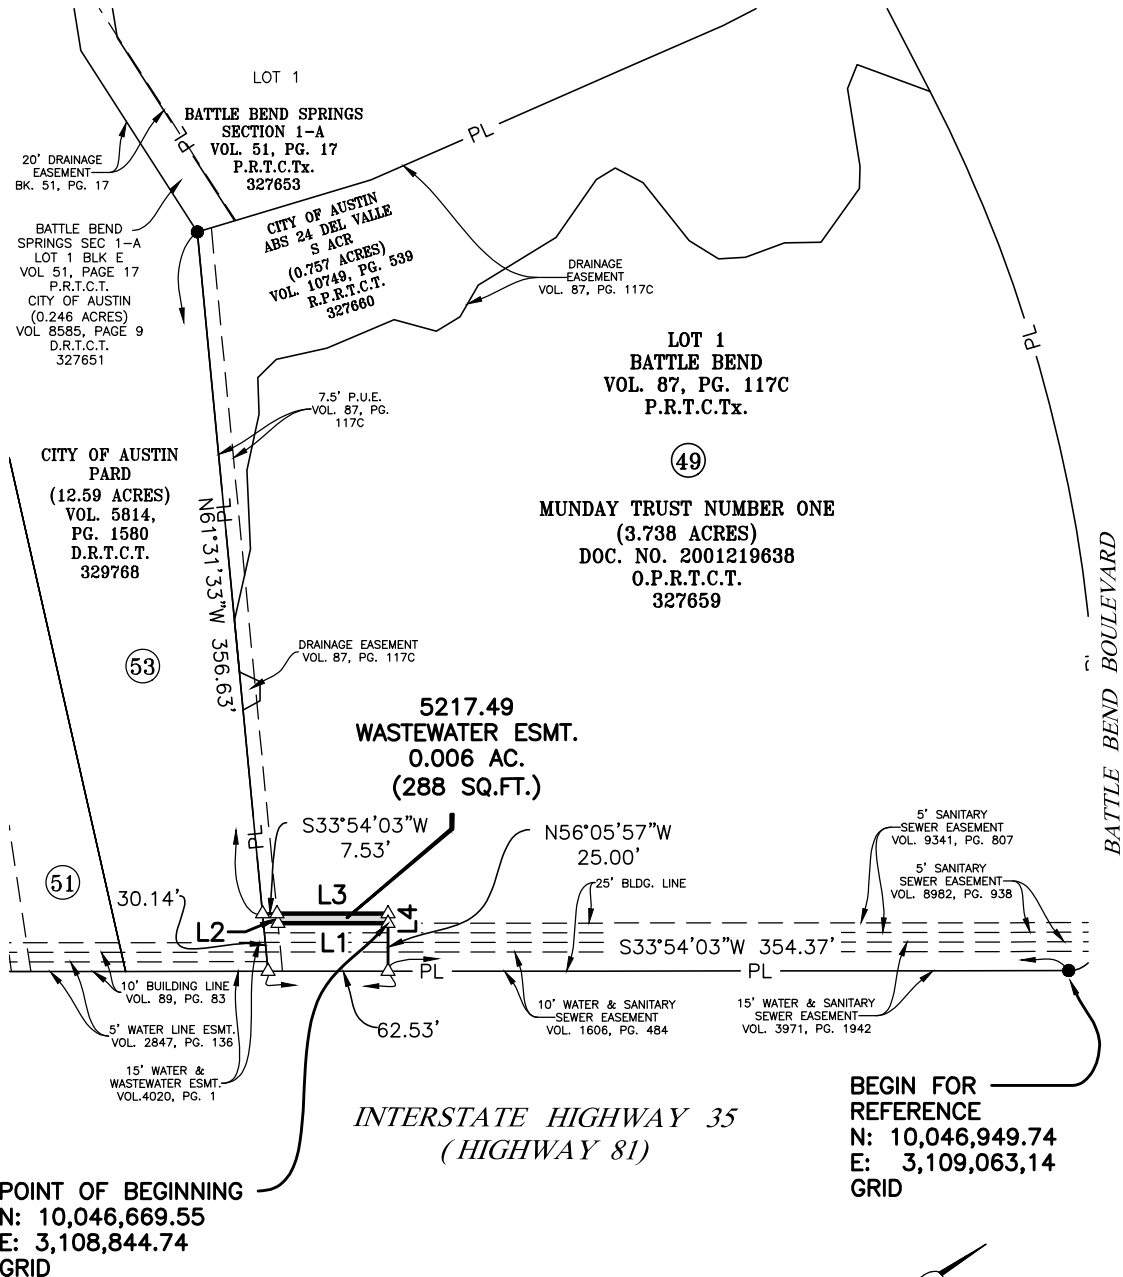 LOT 1
BATTLE BEND SPRINGS
SECTION 1-A
VOL. 51, PG. 17
P.R.T.C.Tx.
327653
PL
PL
20' DRAINAGE
EASEMENT
BK. 51, PG. 17
BATTLE BEND
SPRINGS SEC 1-A
LOT 1 BLK E
VOL 51, PAGE 17
P.R.T.C.T.
CITY OF AUSTIN
(0.246 ACRES)
VOL 8585, PAGE 9
D.R.T.C.T.
327651
CITY OF AUSTIN
ABS 24 DEL VALLE
S ACR
(0.757 ACRES)
VOL. 10749, PG. 539
R.P.R.T.C.T.
327660
DRAINAGE
EASEMENT
VOL. 87, PG. 117C
PL
LOT 1
BATTLE BEND
VOL. 87, PG. 117C
P.R.T.C.Tx.
49
MUNDAY TRUST NUMBER ONE
(3.738 ACRES)
DOC. NO. 2001219638
O.P.R.T.C.T.
327659
7.5' P.U.E.
VOL. 87, PG.
117C
CITY OF AUSTIN
PARD
(12.59 ACRES)
VOL. 5814,
PG. 1580
D.R.T.C.T.
329768
PL
N61°31'33"W 356.63'
53
DRAINAGE EASEMENT
VOL. 87, PG. 117C
BATTLE BEND BOULEVARD
5217.49
WASTEWATER ESMT.
0.006 AC.
(288 SQ.FT.)
PL
S33°54'03"W
7.53'
N56°05'57"W
25.00'
5' SANITARY
SEWER EASEMENT
VOL. 9341, PG. 807
5' SANITARY
SEWER EASEMENT
VOL. 8982, PG. 938
51
30.14'
L3
25' BLDG. LINE
L4
L2
L1
S33°54'03"W 354.37'
PL
PL
10' BUILDING LINE
VOL. 89, PG. 83
5' WATER LINE ESMT.
VOL. 2847, PG. 136
15' WATER &
WASTEWATER ESMT.
VOL.4020, PG. 1
62.53'
10' WATER & SANITARY
SEWER EASEMENT
VOL. 1606, PG. 484
15' WATER & SANITARY
SEWER EASEMENT
VOL. 3971, PG. 1942
INTERSTATE HIGHWAY 35
( HIGHWAY 81)
BEGIN FOR
REFERENCE
N: 10,046,949.74
E: 3,109,063,14
GRID
POINT OF BEGINNING
N: 10,046,669.55
E: 3,108,844.74
GRID